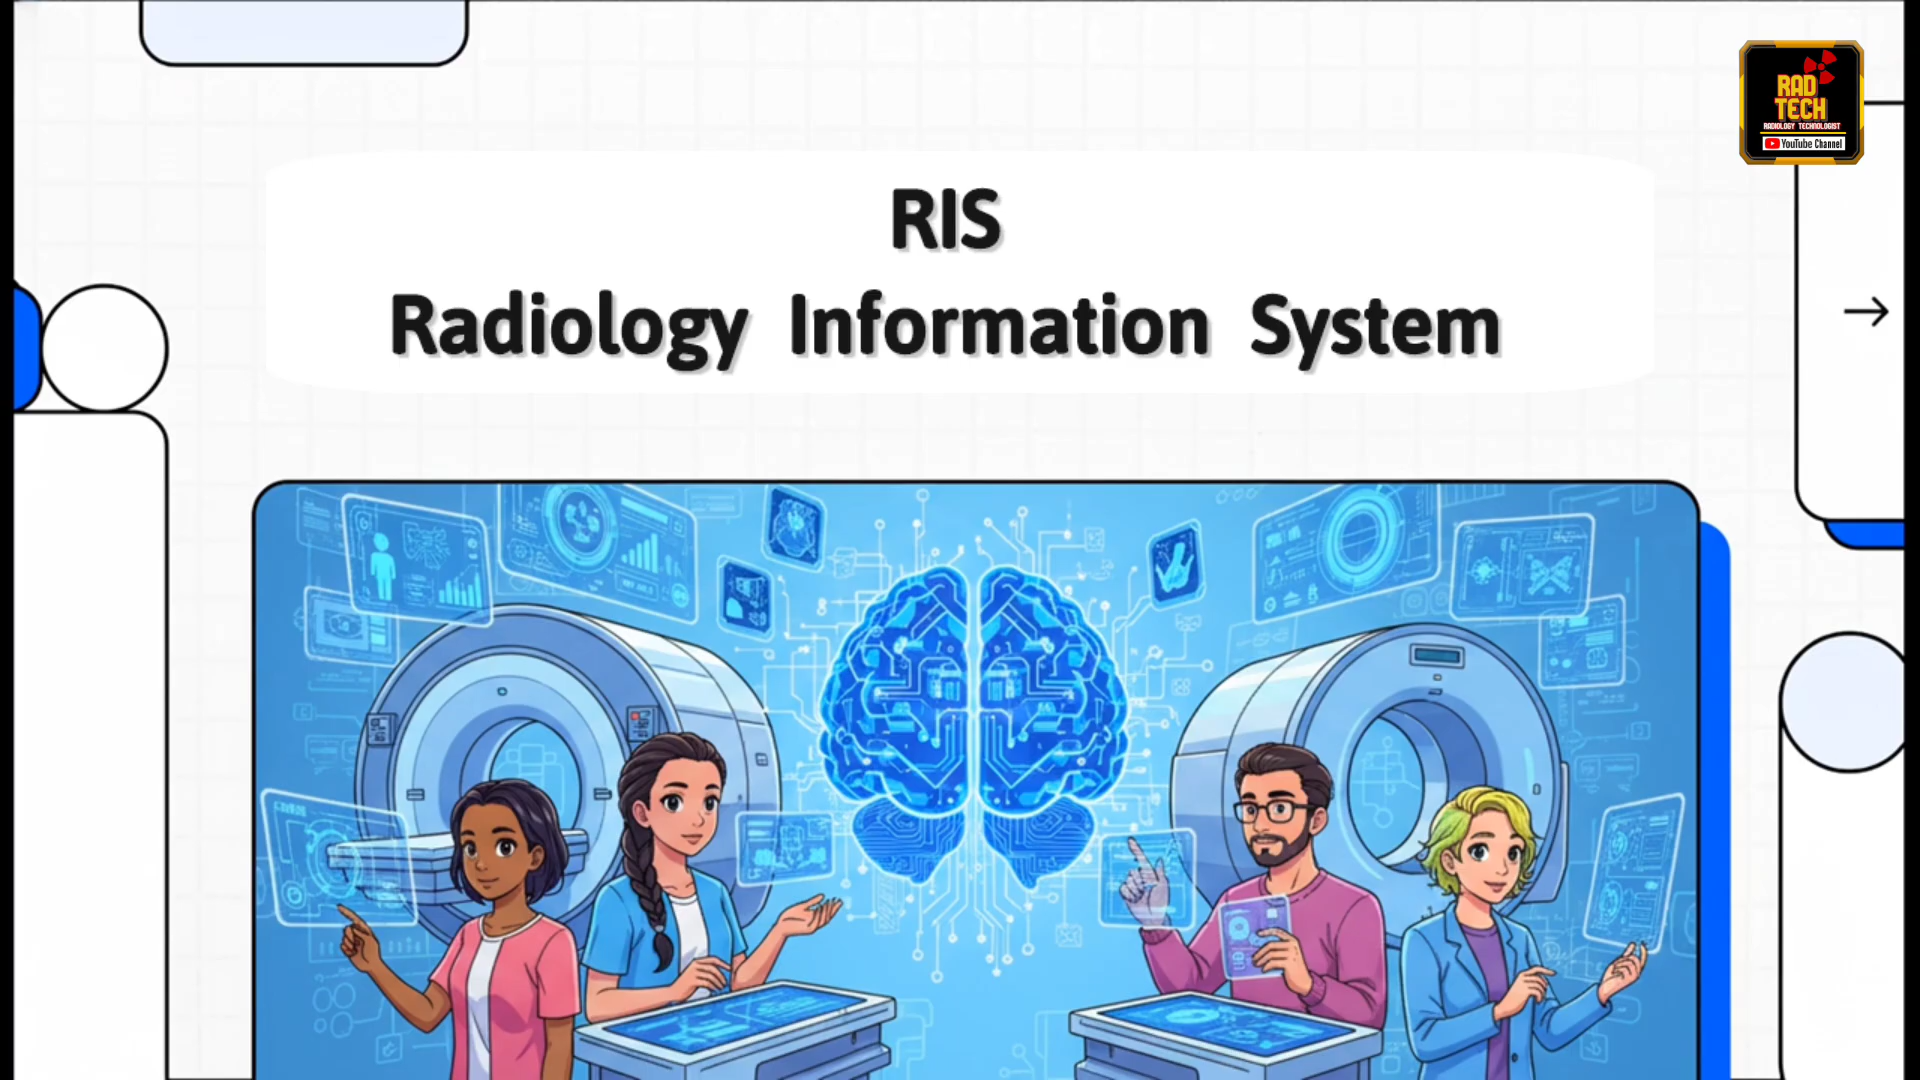 RAD
TECH
RADIOLOGY TECHNOLOGIST
YouTube Channel
RIS
Radiology Information System